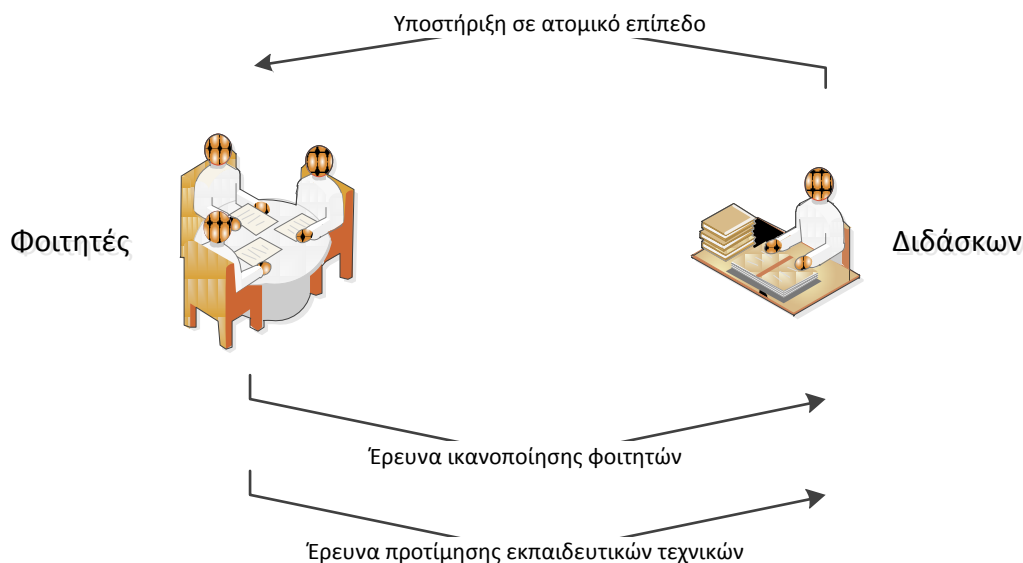 Υποστήριξη σε ατομικό επίπεδο
Φοιτητές
Διδάσκων
Έρευνα ικανοποίησης φοιτητών
Έρευνα προτίμησης εκπαιδευτικών τεχνικών